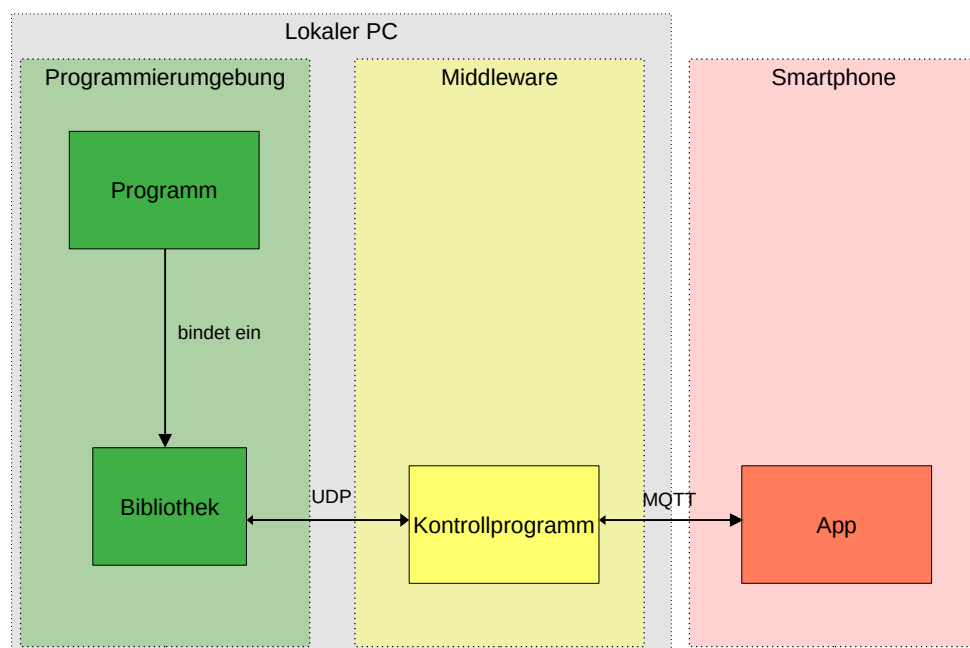 Lokaler PC
Programmierumgebung
Middleware
Smartphone
Programm
bindet ein
Bibliothek
UDP
Kontrollprogramm
MQTT
App